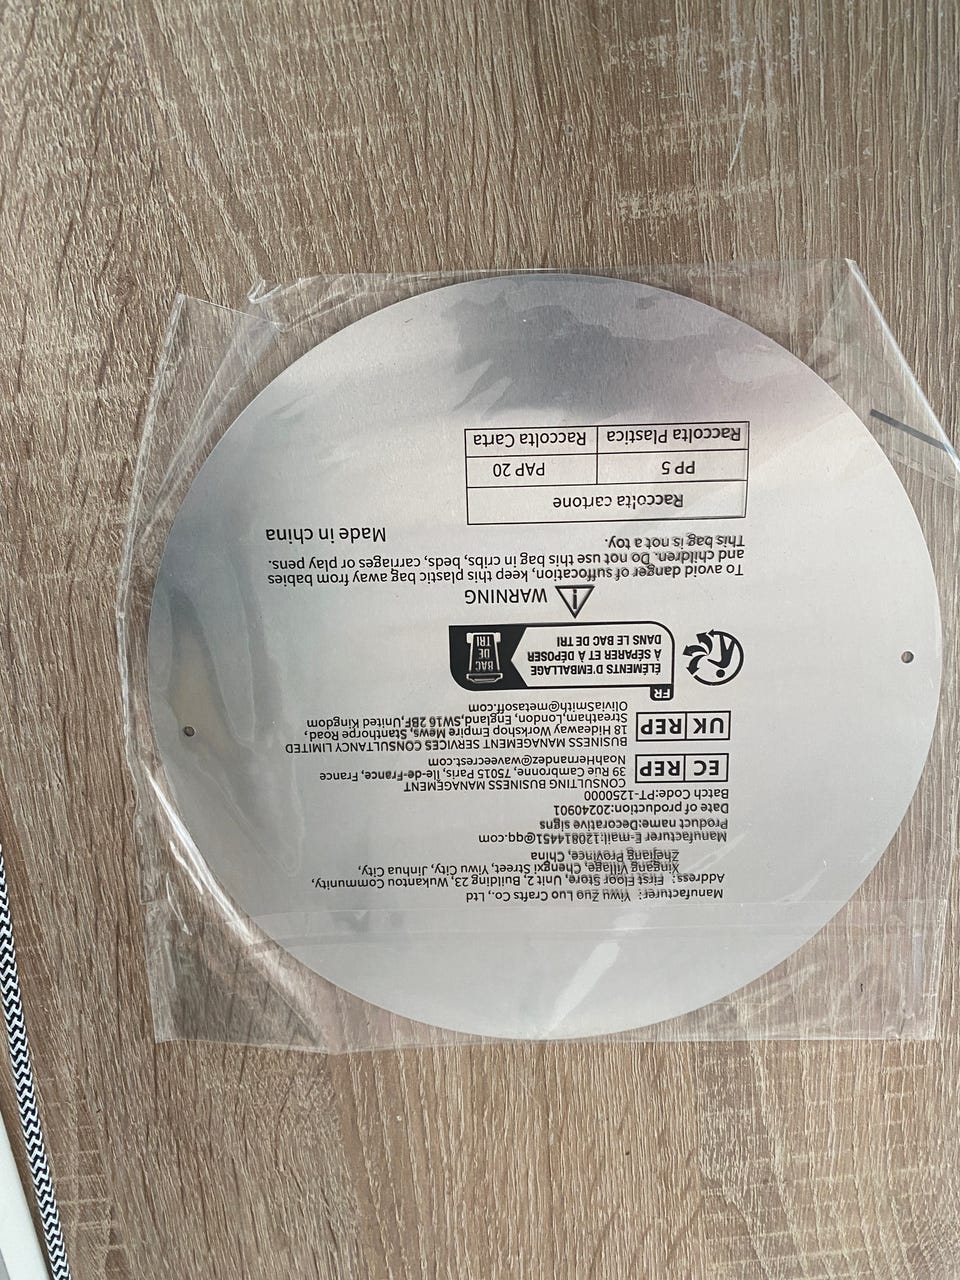 Manufacturer: Yiwu Zuo Luo Crafts Co., Ltd
Address: First Floor Store, Unit 2, Building 23, Wukantou Community,
Xingang Village, Chengxi Street, Yiwu City, Jinhua City,
Zhejiang Province, China
Manufacturer E-mail:1208144451@qq.com
Product name:Decorative signs
Date of production:20240901
Batch Code:PT-1250000
EC REP
CONSULTING BUSINESS MANAGEMENT
39 Rue Cambronne, 75015 Paris, Île-de-France, France
NoahHernandez@wavecrest.com
UK REP
BUSINESS MANAGEMENT SERVICES CONSULTANCY LIMITED
18 Hideaway Workshop Empire Mews, Stanthorpe Road,
Streatham,London, England,SW16 2BF,United Kingdom
OliviaSmith@metasoff.com
FR
ÉLÉMENTS D'EMBALLAGE
À SÉPARER ET À DÉPOSER
DANS LE BAC DE TRI
BAC
DE
TRI
WARNING
To avoid danger of suffocation, keep this plastic bag away from babies
and children. Do not use this bag in cribs, beds, carriages or play pens.
This bag is not a toy.
Made in china
Raccolta cartone
PP 5 PAP 20
Raccolta Plastica Raccolta Carta